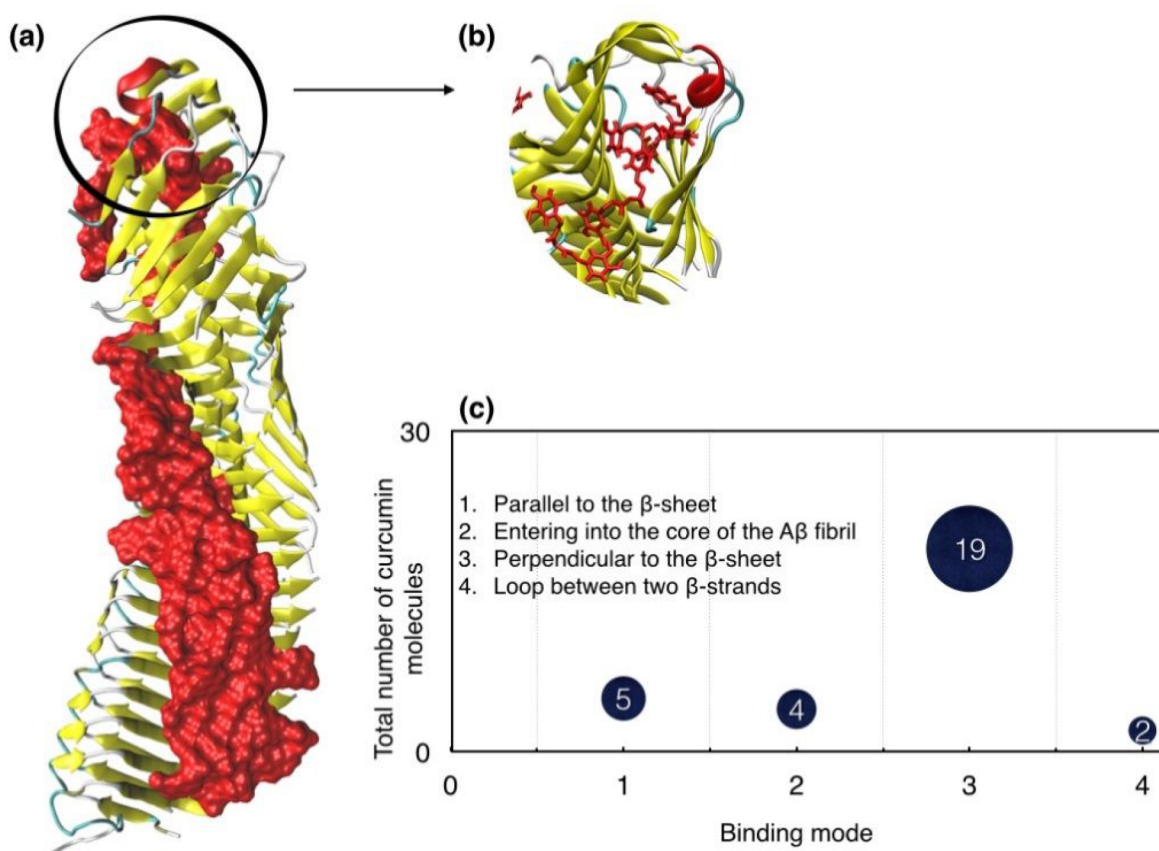 (a)
(b)
(c)
30
1. Parallel to the β-sheet
2. Entering into the core of the Aβ fibril
3. Perpendicular to the β-sheet
4. Loop between two β-strands
19
5
4
2
Total number of curcumin
molecules
0
0 1 2 3 4
Binding mode